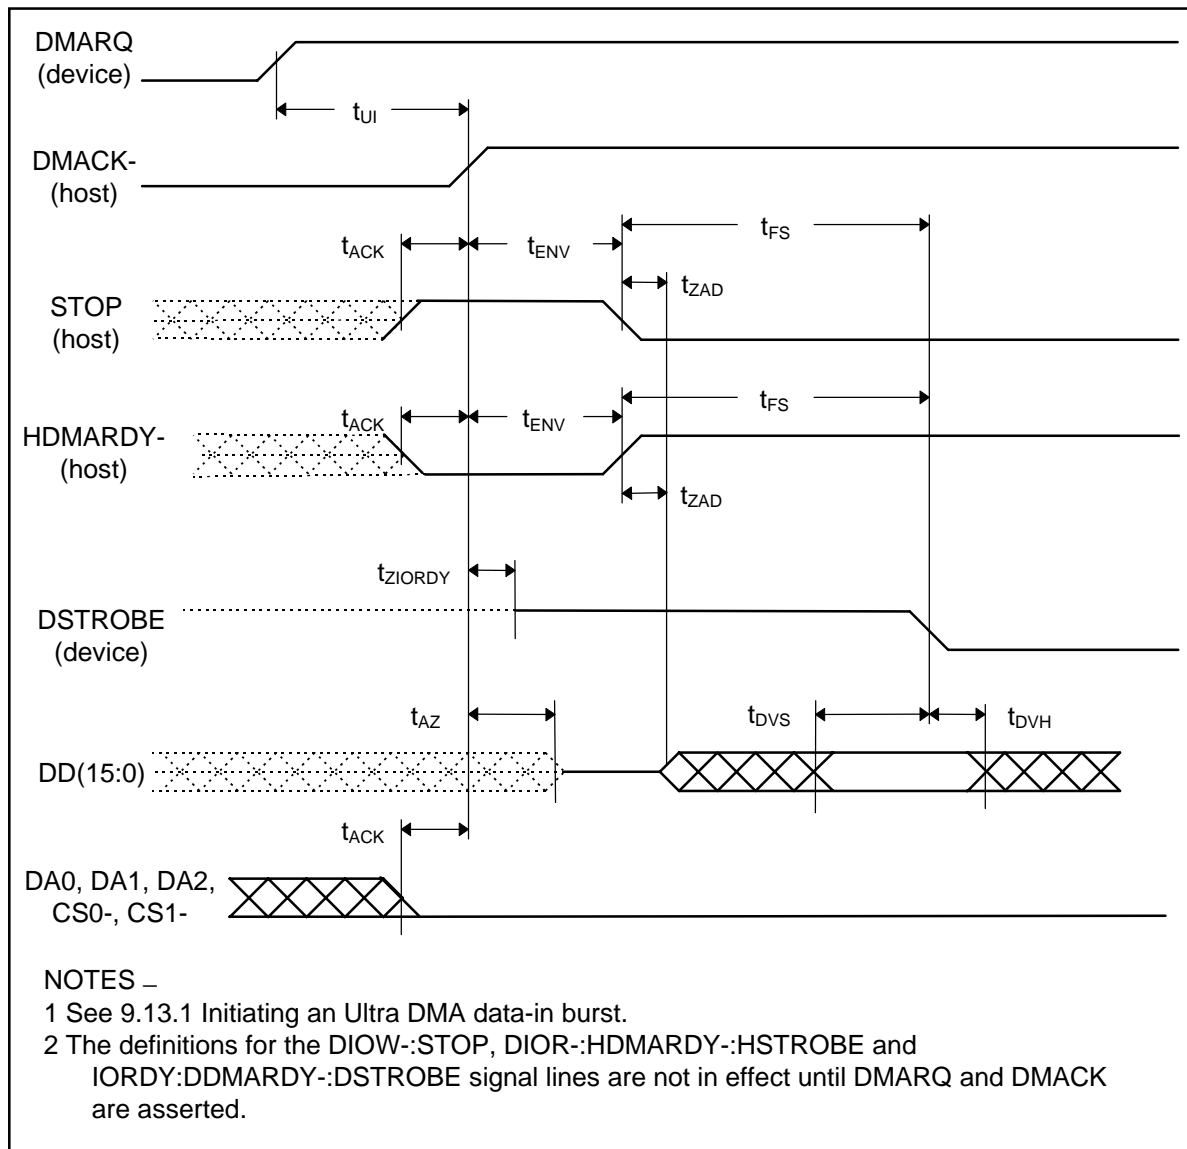 DMARQ
(device)
tUI
DMACK-
(host)
tFS
tACK
tENV
tZAD
STOP
(host)
tFS
tACK
tENV
HDMARDY-
(host)
tZAD
tZIORDY
DSTROBE
(device)
tAZ
tDVS
tDVH
DD(15:0)
tACK
DA0, DA1, DA2,
CS0-, CS1-
NOTES –
1 See 9.13.1 Initiating an Ultra DMA data-in burst.
2 The definitions for the DIOW-:STOP, DIOR-:HDMARDY-:HSTROBE and
IORDY:DDMARDY-:DSTROBE signal lines are not in effect until DMARQ and DMACK
are asserted.